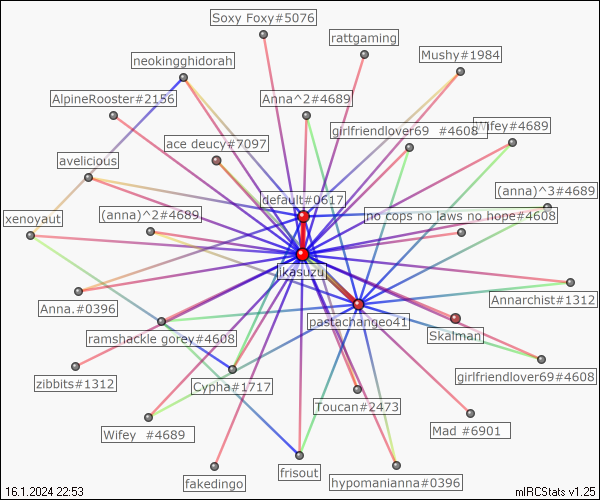 Soxy Foxy#5076
rattgaming
neokingghidorah
Mushy#1984
AlpineRooster#2156
Anna^2#4689
girlfriendlover69  #4608
Wifey#4689
ace deucy#7097
avelicious
(anna)^3#4689
default#0617
xenoyaut
(anna)^2#4689
no cops no laws no hope#4608
ikasuzu
Anna.#0396
Annarchist#1312
pastachangeo41
ramshackle gorey#4608
Skalman
zibbits#1312
Cypha#1717
girlfriendlover69#4608
Toucan#2473
Wifey  #4689
Mad #6901
frisout
fakedingo
hypomanianna#0396
16.1.2024 22:53
mIRCStats v1.25